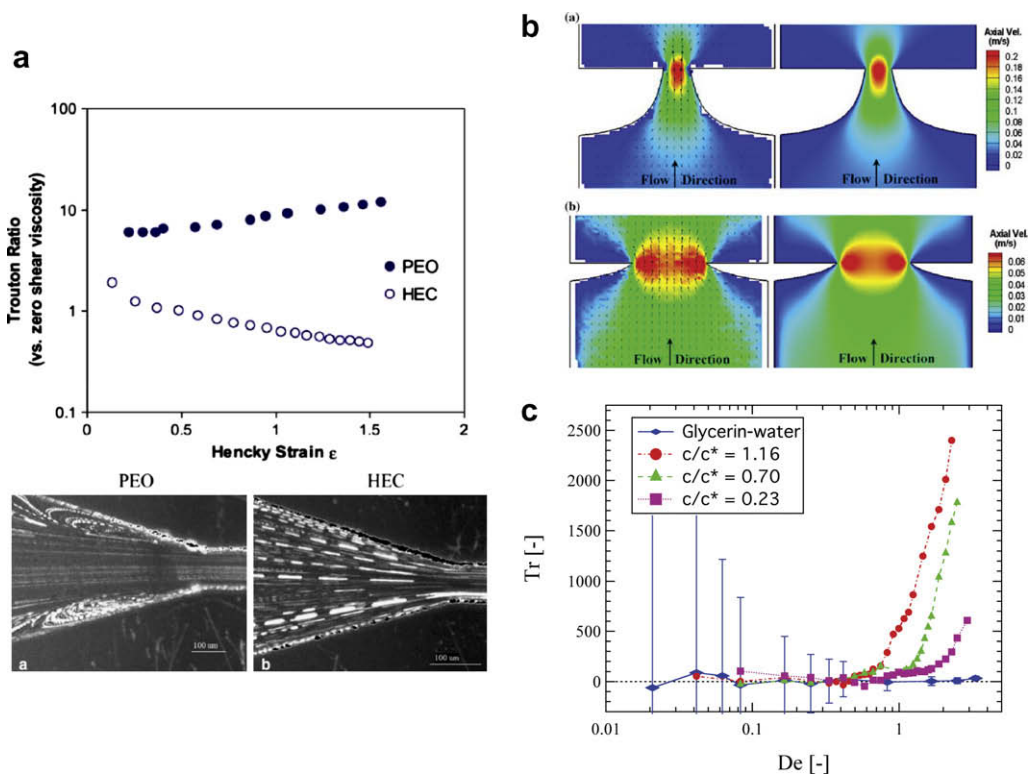 a
100
10
1
0.1
Trouton Ratio
(vs. zero shear viscosity)
PEO
HEC
0
0.5
1
1.5
2
Hencky Strain ε
PEO
HEC
a
100 um
b
100um
b
(a)
Flow Direction
Flow Direction
Axial Vel.
(m/s)
0.2
0.18
0.16
0.14
0.12
0.1
0.08
0.06
0.04
0.02
0
(b)
Flow Direction
Flow Direction
Axial Vel.
(m/s)
0.06
0.05
0.04
0.03
0.02
0.01
0
c
Glycerin-water
c/c* = 1.16
c/c* = 0.70
c/c* = 0.23
2500
2000
1500
1000
500
0
Tr [-]
0.01
0.1
1
De [-]